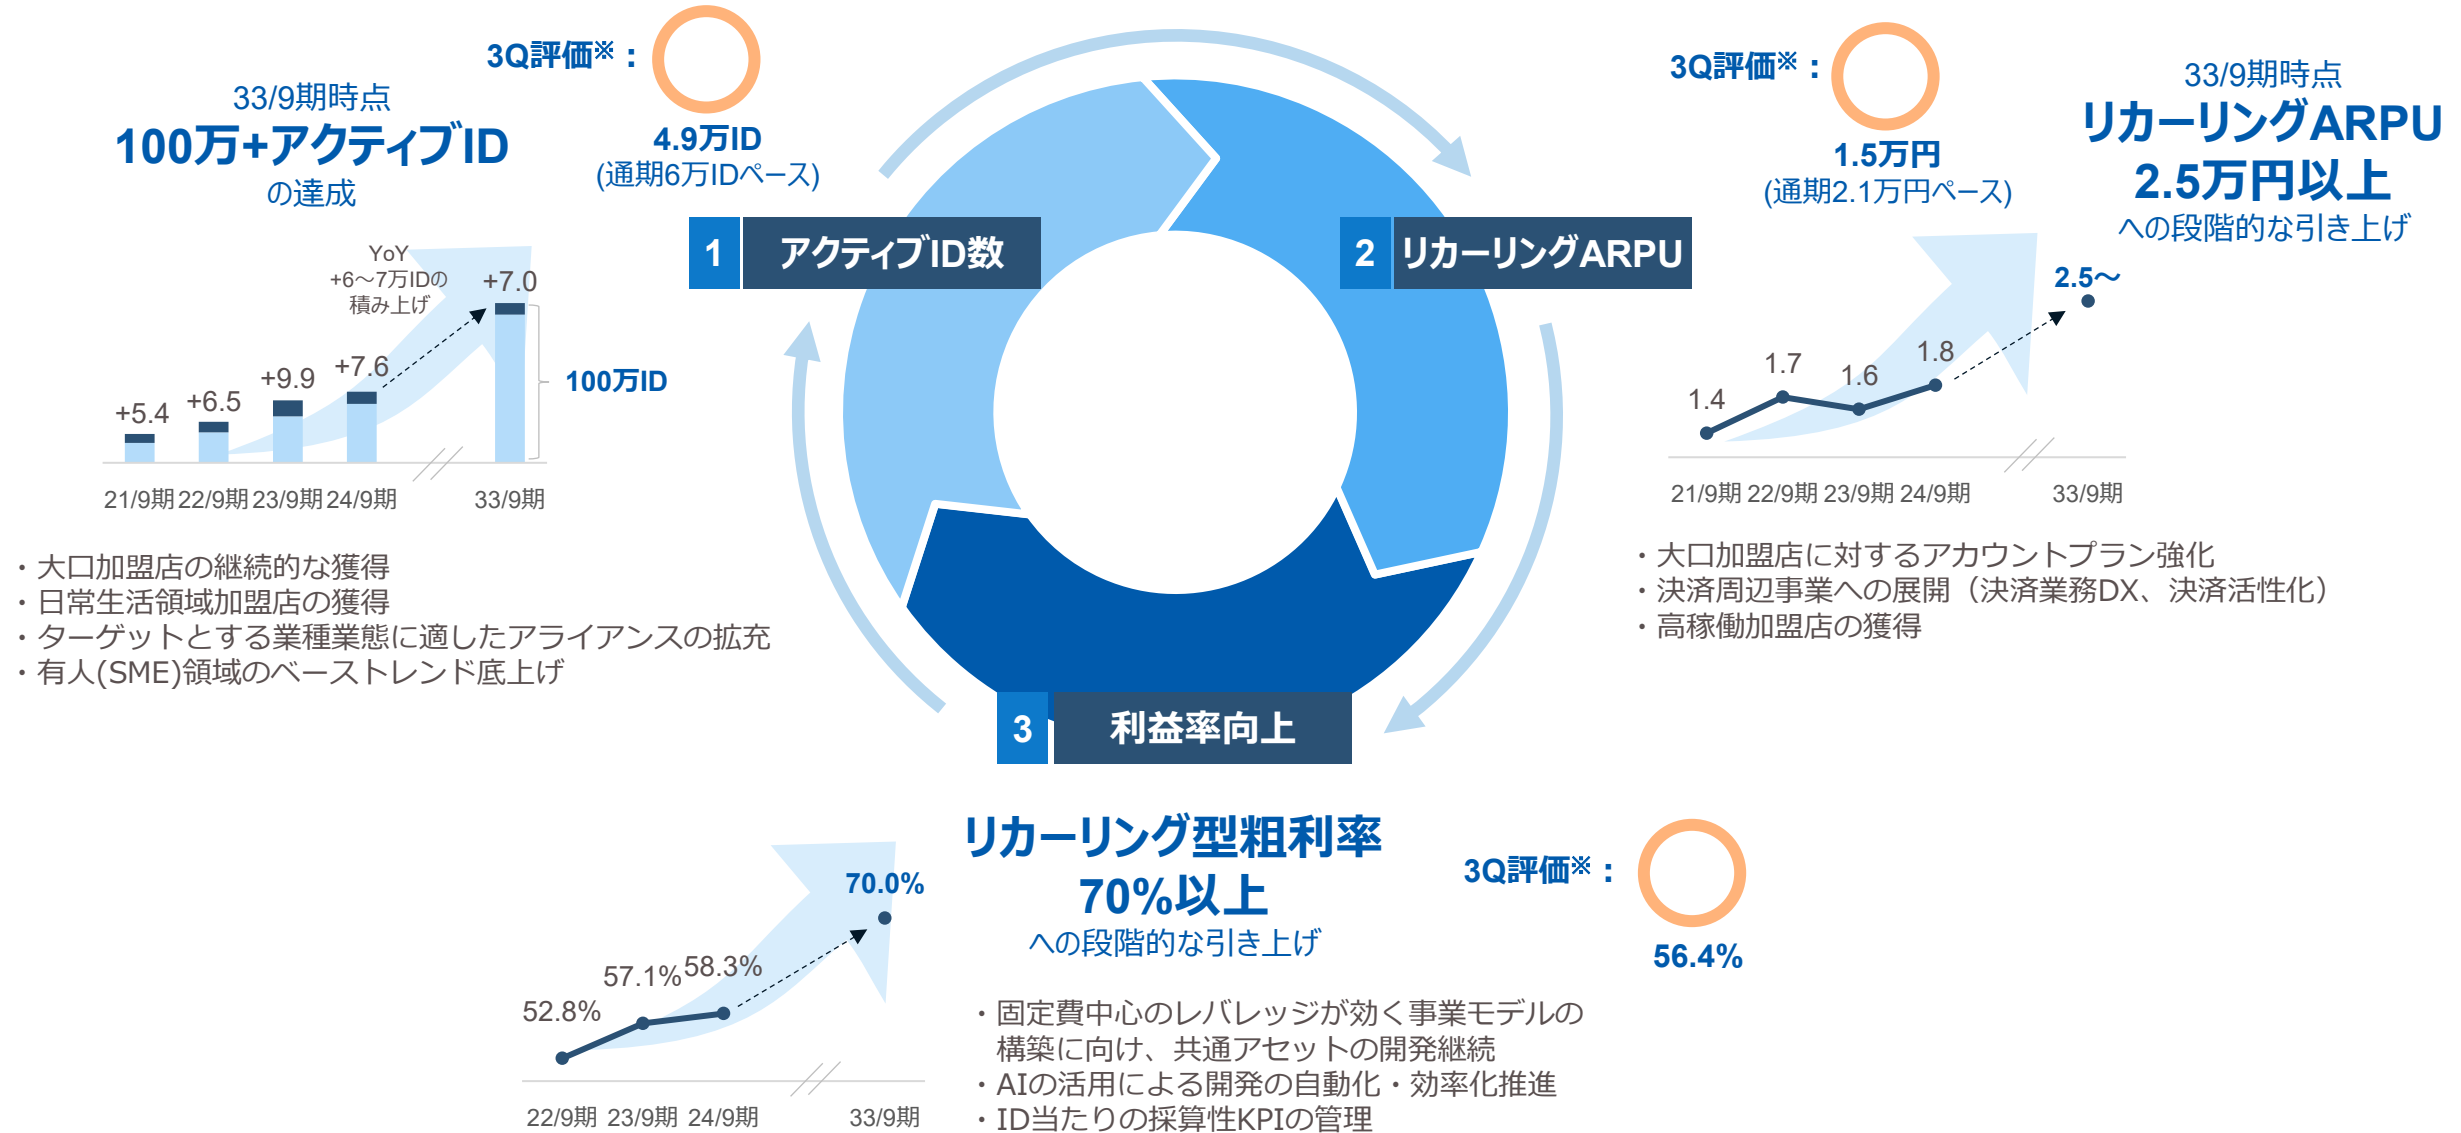 3Q評価※：
4.9万ID
(通期6万IDペース)
33/9期時点
100万+アクティブID
の達成
YoY
+6～7万IDの
積み上げ
+5.4
+6.5
+9.9
+7.6
+7.0
100万ID
21/9期
22/9期
23/9期
24/9期
33/9期
・大口加盟店の継続的な獲得
・日常生活領域加盟店の獲得
・ターゲットとする業種業態に適したアライアンスの拡充
・有人(SME)領域のベーストレンド底上げ
1 アクティブID数
2 リカーリングARPU
3 利益率向上
3Q評価※：
1.5万円
(通期2.1万円ペース)
33/9期時点
リカーリングARPU
2.5万円以上
への段階的な引き上げ
1.4
1.7
1.6
1.8
2.5～
21/9期
22/9期
23/9期
24/9期
33/9期
・大口加盟店に対するアカウントプラン強化
・決済周辺事業への展開（決済業務DX、決済活性化）
・高稼働加盟店の獲得
リカーリング型粗利率
70%以上
への段階的な引き上げ
3Q評価※：
56.4%
52.8%
57.1%
58.3%
70.0%
22/9期
23/9期
24/9期
33/9期
・固定費中心のレバレッジが効く事業モデルの
構築に向け、共通アセットの開発継続
・AIの活用による開発の自動化・効率化推進
・ID当たりの採算性KPIの管理